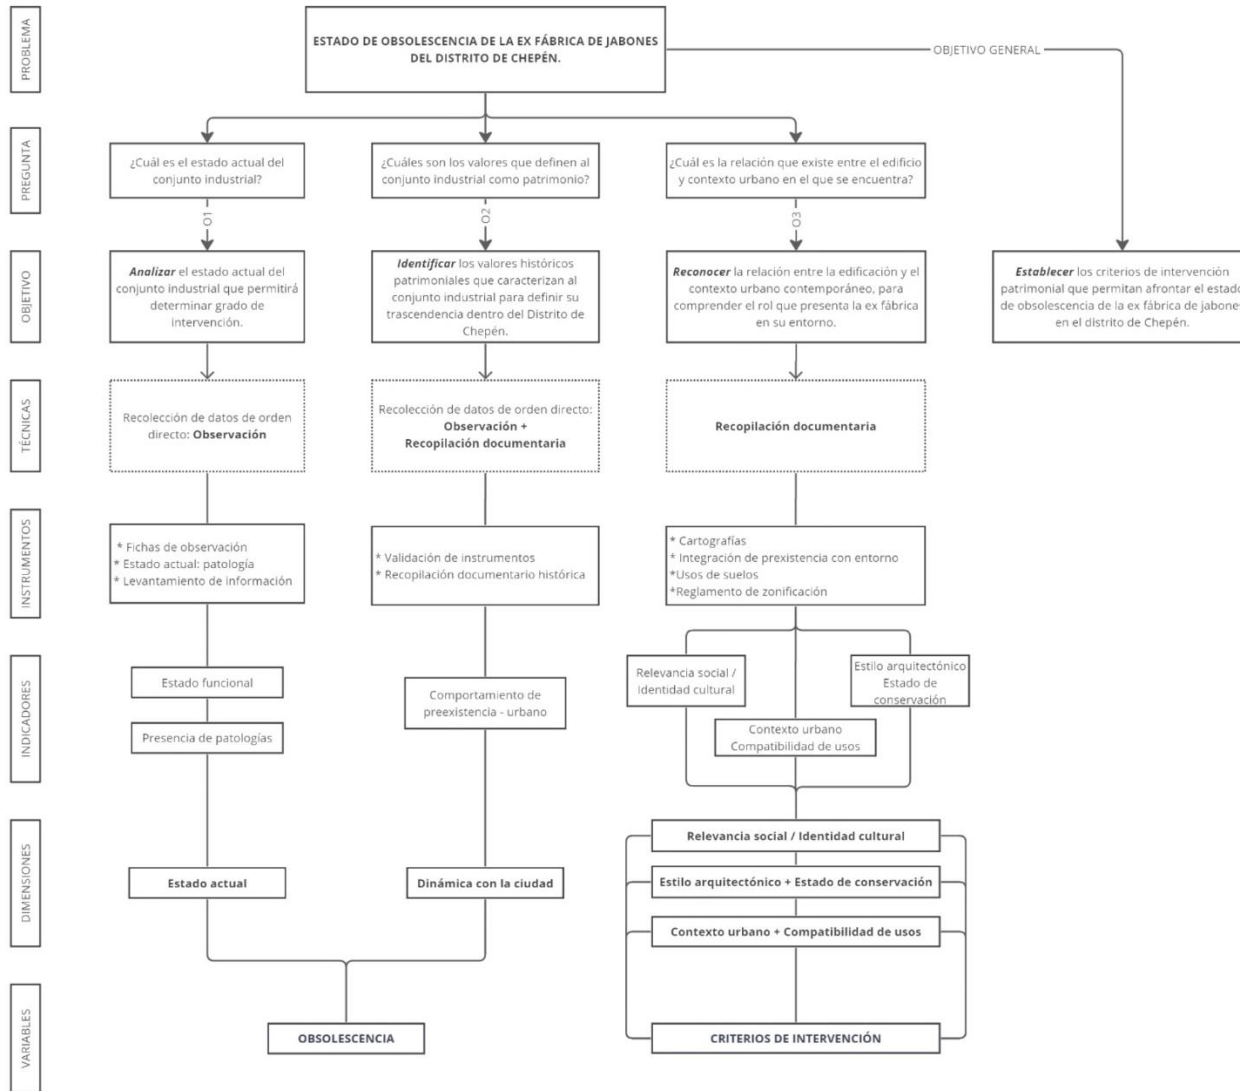 PROBLEMA
ESTADO DE OBSOLESCENCIA DE LA EX FÁBRICA DE JABONES
DEL DISTRITO DE CHEPÉN.
OBJETIVO GENERAL
PREGUNTA
¿Cuál es el estado actual del
conjunto industrial?
¿Cuáles son los valores que definen al
conjunto industrial como patrimonio?
¿Cuál es la relación que existe entre el edificio
y contexto urbano en el que se encuentra?
O1
O2
O3
OBJETIVO
Analizar el estado actual del
conjunto industrial que permitirá
determinar grado de
intervención.
Identificar los valores históricos
patrimoniales que caracterizan al
conjunto industrial para definir su
trascendencia dentro del Distrito de
Chepén.
Reconocer la relación entre la edificación y el
contexto urbano contemporáneo, para
comprender el rol que presenta la ex fábrica
en su entorno.
Establecer los criterios de intervención
patrimonial que permitan afrontar el estado
de obsolescencia de la ex fábrica de jabones
en el distrito de Chepén.
TÉCNICAS
Recolección de datos de orden
directo: Observación
Recolección de datos de orden directo:
Observación +
Recopilación documentaria
Recopilación documentaria
INSTRUMENTOS
* Fichas de observación
* Estado actual: patología
* Levantamiento de información
* Validación de instrumentos
* Recopilación documentario histórica
* Cartografías
* Integración de prexistencia con entorno
*Usos de suelos
*Reglamento de zonificación
INDICADORES
Estado funcional
Presencia de patologías
Comportamiento de
preexistencia - urbano
Relevancia social /
Identidad cultural
Contexto urbano
Compatibilidad de usos
Estilo arquitectónico
Estado de
conservación
DIMENSIONES
Estado actual
Dinámica con la ciudad
Relevancia social / Identidad cultural
Estilo arquitectónico + Estado de conservación
Contexto urbano + Compatibilidad de usos
VARIABLES
OBSOLESCENCIA
CRITERIOS DE INTERVENCIÓN